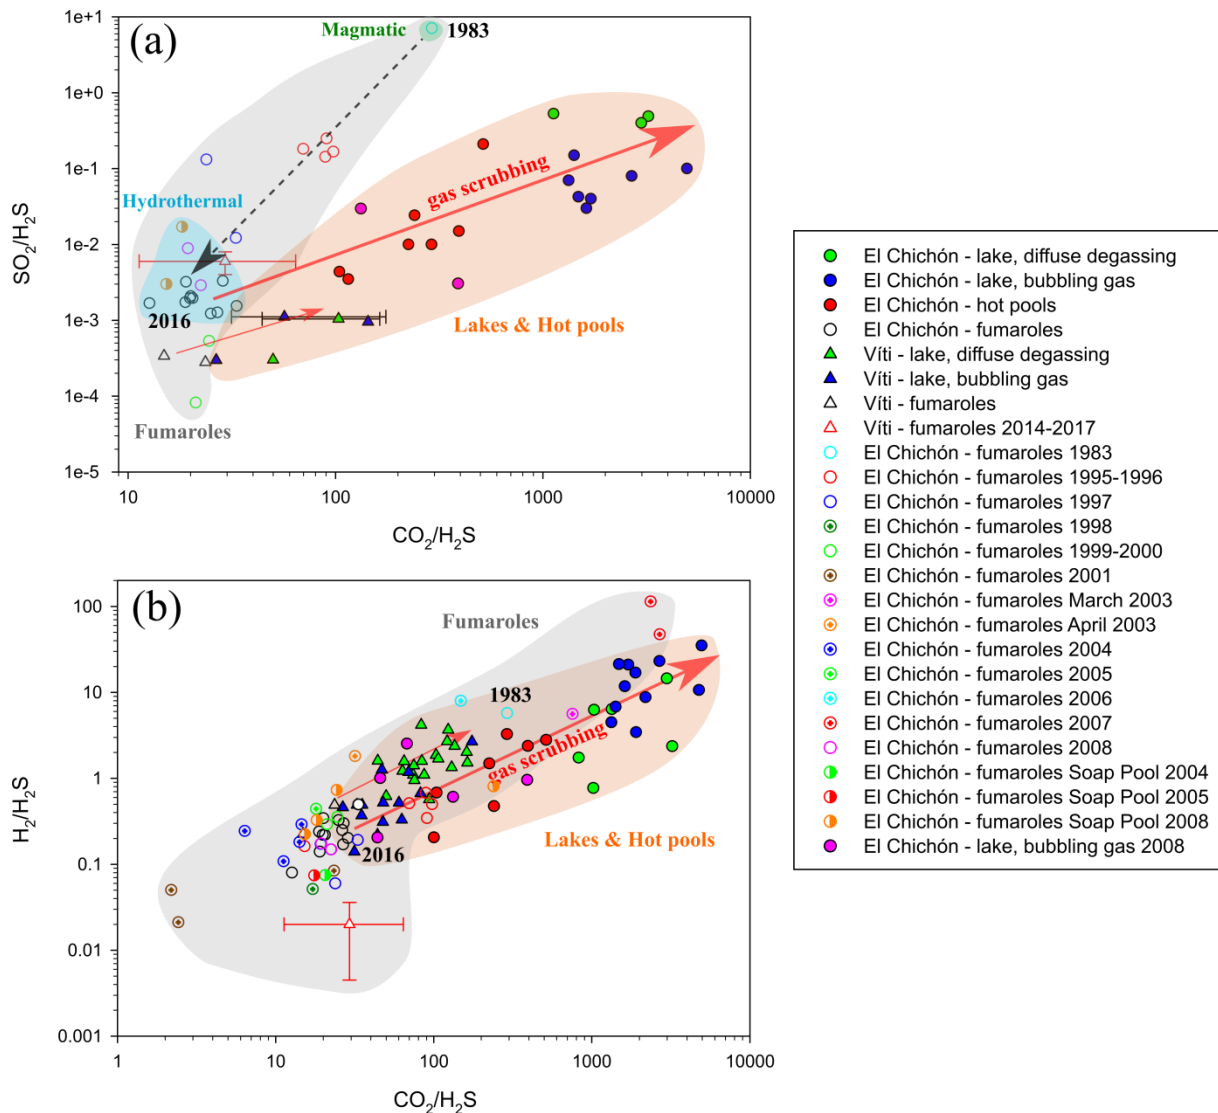 (a)
Magmatic
1983
1e+1
1e+0
1e-1
1e-2
1e-3
1e-4
1e-5
SO₂/H₂S
gas scrubbing
Hydrothermal
2016
Lakes & Hot pools
Fumaroles
10
100
1000
10000
CO₂/H₂S
(b)
Fumaroles
1983
100
10
1
0.1
0.01
0.001
H₂/H₂S
gas scrubbing
2016
Lakes & Hot pools
1
10
100
1000
10000
CO₂/H₂S
El Chichón - lake, diffuse degassing
El Chichón - lake, bubbling gas
El Chichón - hot pools
El Chichón - fumaroles
Víti - lake, diffuse degassing
Víti - lake, bubbling gas
Víti - fumaroles
Víti - fumaroles 2014-2017
El Chichón - fumaroles 1983
El Chichón - fumaroles 1995-1996
El Chichón - fumaroles 1997
El Chichón - fumaroles 1998
El Chichón - fumaroles 1999-2000
El Chichón - fumaroles 2001
El Chichón - fumaroles March 2003
El Chichón - fumaroles April 2003
El Chichón - fumaroles 2004
El Chichón - fumaroles 2005
El Chichón - fumaroles 2006
El Chichón - fumaroles 2007
El Chichón - fumaroles 2008
El Chichón - fumaroles Soap Pool 2004
El Chichón - fumaroles Soap Pool 2005
El Chichón - fumaroles Soap Pool 2008
El Chichón - lake, bubbling gas 2008